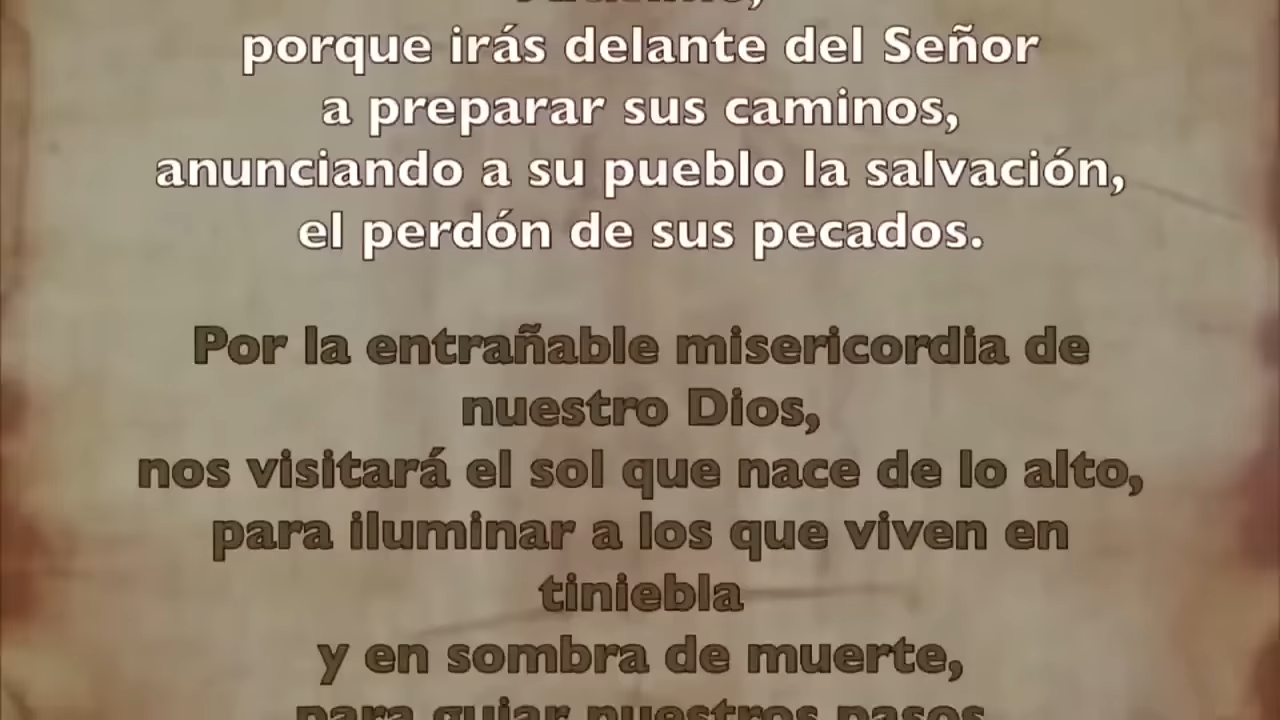 porque irás delante del Señor
a preparar sus caminos,
anunciando a su pueblo la salvación,
el perdón de sus pecados.
Por la entrañable misericordia de
nuestro Dios,
nos visitará el sol que nace de lo alto,
para iluminar a los que viven en
tiniebla
y en sombra de muerte,
para guiar nuestros pasos